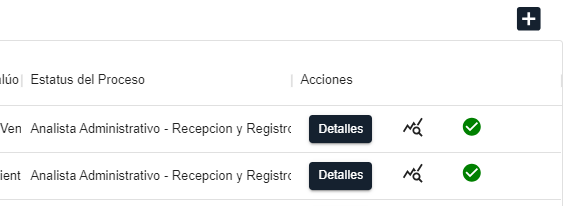 alúo Estatus del Proceso Acciones
Ven Analista Administrativo - Recepcion y Registro Detalles
ient Analista Administrativo - Recepcion y Registro Detalles